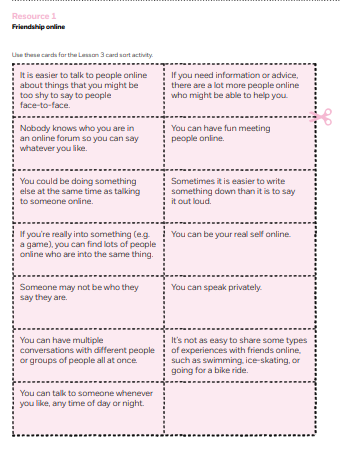 Resource 1
Friendship online
Use these cards for the Lesson 3 card sort activity.
It is easier to talk to people online
about things that you might be
too shy to say to people
face-to-face.
If you need information or advice,
there are a lot more people online
who might be able to help you.
Nobody knows who you are in
an online forum so you can say
whatever you like.
You can have fun meeting
people online.
You could be doing something
else at the same time as talking
to someone online.
Sometimes it is easier to write
something down than it is to say
it out loud.
If you're really into something (e.g.
a game), you can find lots of people
online who are into the same thing.
You can be your real self online.
Someone may not be who they
say they are.
You can speak privately.
You can have multiple
conversations with different people
or groups of people all at once.
It's not as easy to share some types
of experiences with friends online,
such as swimming, ice-skating, or
going for a bike ride.
You can talk to someone whenever
you like, any time of day or night.